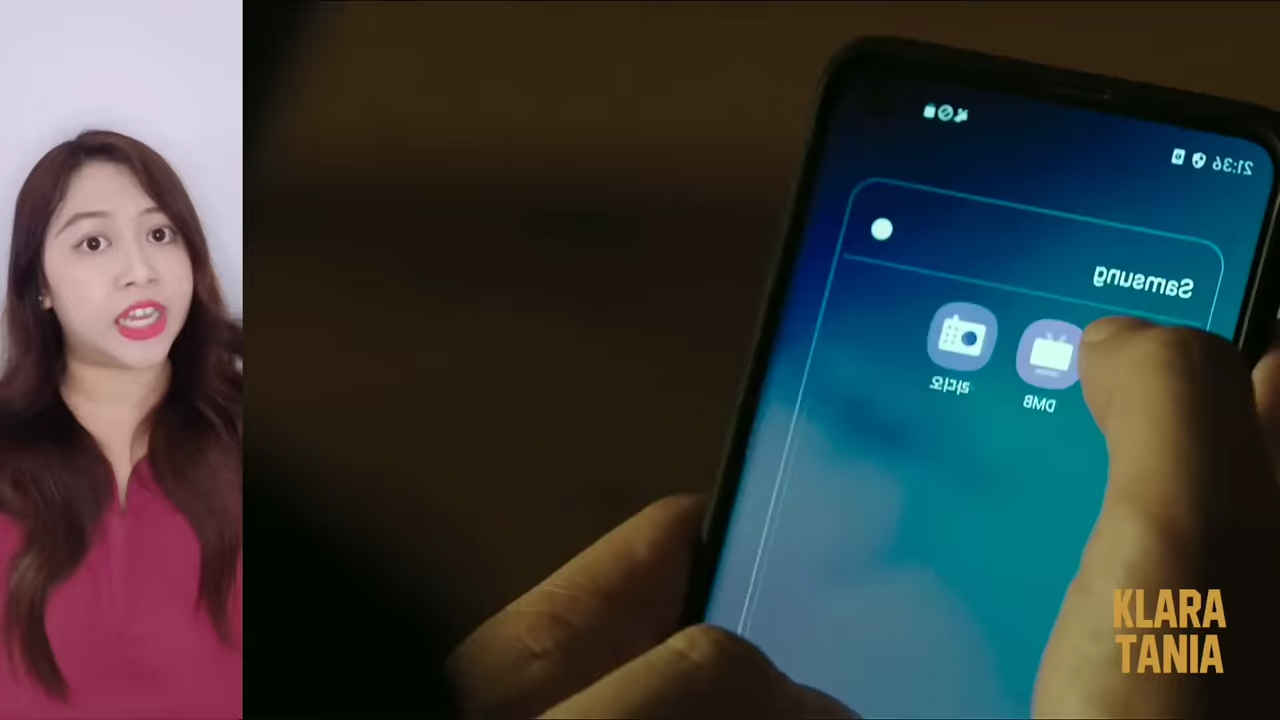 21:36
Samsung
DMB
라디오
KLARA
TANIA